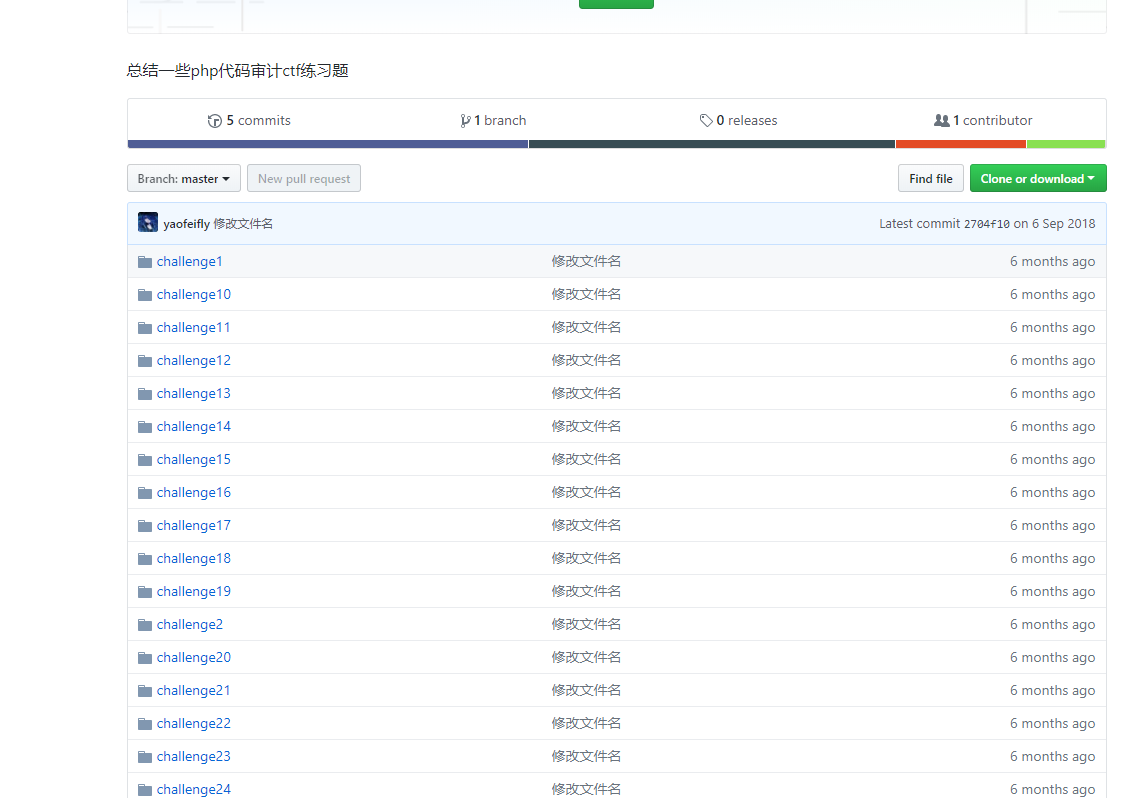 总结一些php代码审计ctf练习题
5 commits 1 branch 0 releases 1 contributor
Branch: master New pull request Find file Clone or download
yaofeifly 修改文件名 Latest commit 2704f10 on 6 Sep 2018
challenge1 修改文件名 6 months ago
challenge10 修改文件名 6 months ago
challenge11 修改文件名 6 months ago
challenge12 修改文件名 6 months ago
challenge13 修改文件名 6 months ago
challenge14 修改文件名 6 months ago
challenge15 修改文件名 6 months ago
challenge16 修改文件名 6 months ago
challenge17 修改文件名 6 months ago
challenge18 修改文件名 6 months ago
challenge19 修改文件名 6 months ago
challenge2 修改文件名 6 months ago
challenge20 修改文件名 6 months ago
challenge21 修改文件名 6 months ago
challenge22 修改文件名 6 months ago
challenge23 修改文件名 6 months ago
challenge24 修改文件名 6 months ago